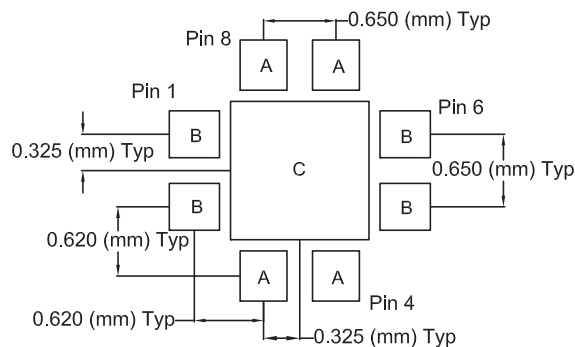 0.650 (mm) Typ
Pin 8
A A
Pin 1
Pin 6
B B
0.325 (mm) Typ
C
0.650 (mm) Typ
B B
0.620 (mm) Typ
A A
Pin 4
0.620 (mm) Typ
0.325 (mm) Typ